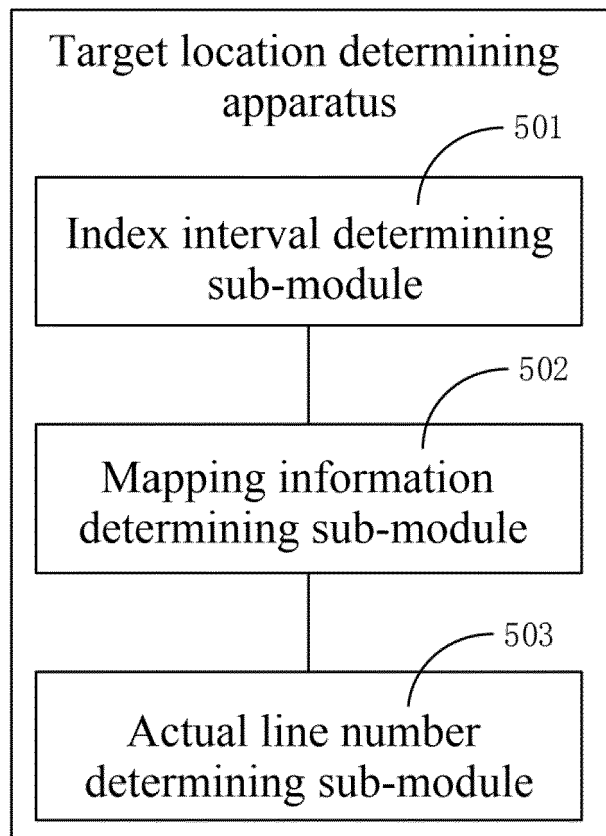 Target location determining
apparatus
501
Index interval determining
sub-module
502
Mapping information
determining sub-module
503
Actual line number
determining sub-module